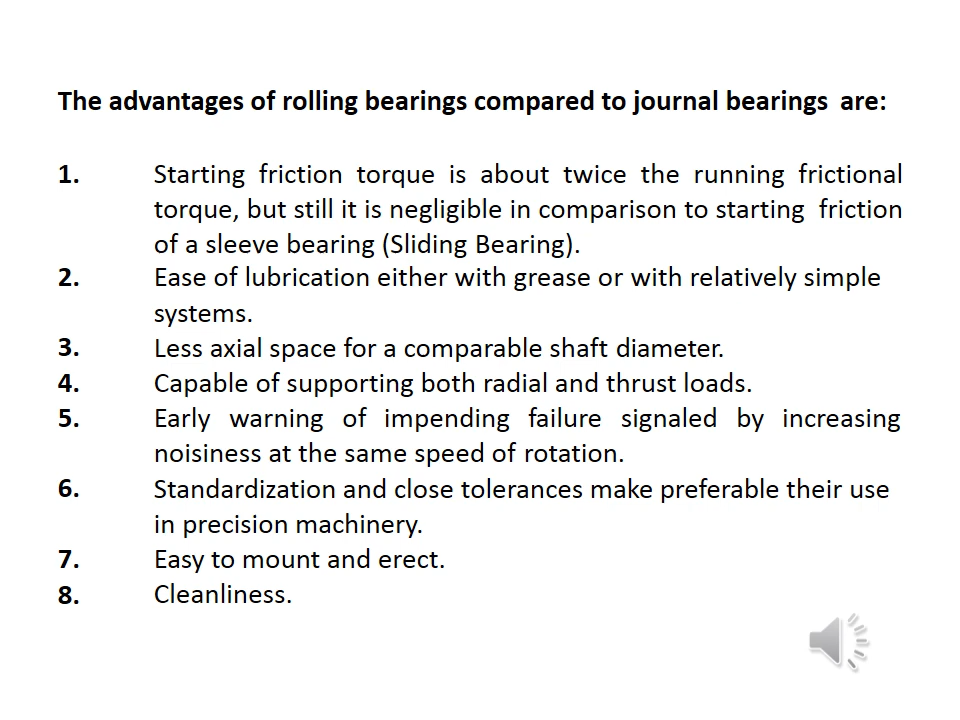 The advantages of rolling bearings compared to journal bearings  are:
1. Starting friction torque is about twice the running frictional
torque, but still it is negligible in comparison to starting  friction
of a sleeve bearing (Sliding Bearing).
2. Ease of lubrication either with grease or with relatively simple
systems.
3. Less axial space for a comparable shaft diameter.
4. Capable of supporting both radial and thrust loads.
5. Early warning of impending failure signaled by increasing
noisiness at the same speed of rotation.
6. Standardization and close tolerances make preferable their use
in precision machinery.
7. Easy to mount and erect.
8. Cleanliness.